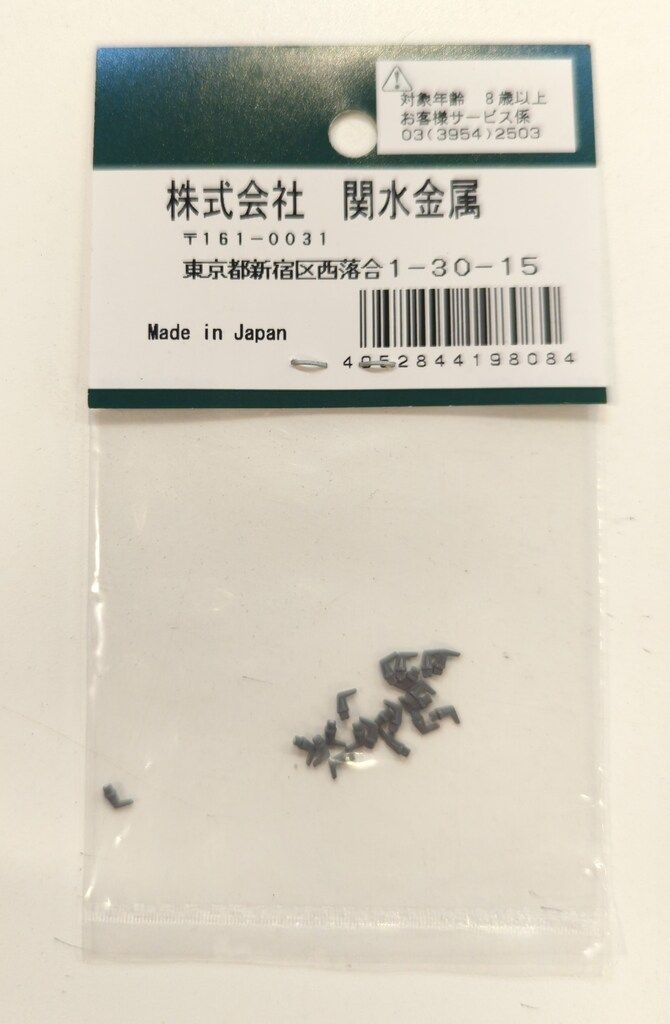 対象年齢 8歳以上
お客様サービス係
03(3954)2503
株式会社 関水金属
〒161-0031
東京都新宿区西落合1-30-15
Made in Japan
4952844198084